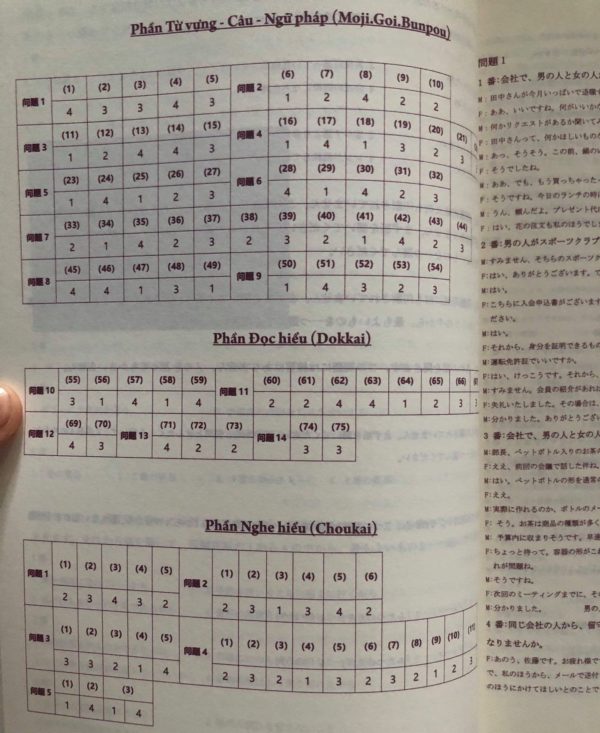 Phần Từ vựng - Câu - Ngữ pháp (Moji.Goi.Bunpou)
問題 1 (1) (2) (3) (4) (5) 問題 2 (6) (7) (8) (9) (10)
4 3 3 4 3 1 2 4 2 2
問題 3 (11) (12) (13) (14) (15) 問題 4 (16) (17) (18) (19) (20) (21)
1 2 4 4 3 1 4 1 3 2 3
問題 5 (23) (24) (25) (26) (27) 問題 6 (28) (29) (30) (31) (32)
1 4 1 2 3 4 1 4 2 2
問題 7 (33) (34) (35) (36) (37) (38) (39) (40) (41) (42) (43) (44)
2 1 4 2 3 2 3 2 1 4 2 3
問題 8 (45) (46) (47) (48) (49) 問題 9 (50) (51) (52) (53) (54)
4 4 1 3 1 4 1 3 2 3
Phần Đọc hiểu (Dokkai)
問題 10 (55) (56) (57) (58) (59) 問題 11 (60) (61) (62) (63) (64) (65) (66)
3 1 4 1 4 2 2 4 4 1 2 3
問題 12 (69) (70) 問題 13 (71) (72) (73) 問題 14 (74) (75)
4 3 4 2 2 3 3
Phần Nghe hiểu (Choukai)
問題 1 (1) (2) (3) (4) (5) 問題 2 (1) (2) (3) (4) (5) (6)
2 3 4 3 2 2 3 1 3 4 2
問題 3 (1) (2) (3) (4) (5) 問題 4 (1) (2) (3) (4) (5) (6) (7) (8) (9) (10) (11)
3 3 2 1 4 2 3 2 1 3 2 3 3 1 2 3
問題 5 (1) (2) (3)
1 4 1 4
問題 1
1 番：会社で、男の人と女の人が
M：田中さんが今月いっぱいで退職
F：ああ、いいですね。何がいいか
M：何かリクエストがあるか聞いてみ
F：田中さんって、何かほしいもの
M：あっ、そうそう。この前、
F：そうでしたね。
M：ああ、でも、もう買っちゃった
F：そうですね。今日のランチの時に
M：うん、頼んだよ。プレゼント代
F：はい、花の注文も私のほうで
2 番：男の人がスポーツクラブ
M：すみません、そちらのスポーツ
F：はい、ありがとうございます。
M：はい。
F：こちらに入会申込書がございます
ださい。
M：はい。
F：それから、身分を証明できるもの
M：運転免許証でいいですか。
F：はい、けっこうです。それから、
M：すみません。会員の紹介があれば
F：失礼いたしました。その場合は、
M：分かりました。ありがとうござい
3 番：会社で、男の人と女の人
M：部長、ペットボトル入りのお茶の
F：ええ、前回の会議で話した件ね。
M：はい。ペットボトルの形を通常の
F：ええ。
M：実際に作れるのか、ボトルのメー
F：そう。お茶は商品の種類が多く
M：予算内に収まりそうです。早速
F：ちょっと待って。容器の形がこ
れが問題ね。
M：そうですね。
F：次回のミーティングまでに、そ
M：分かりました。 男の
4 番：同じ会社の人から、留守
なりませんか。
F：あのう、佐藤です。お疲れ様で
で、私のほうから、メールで送付
のほうにかけてほしいとのことで